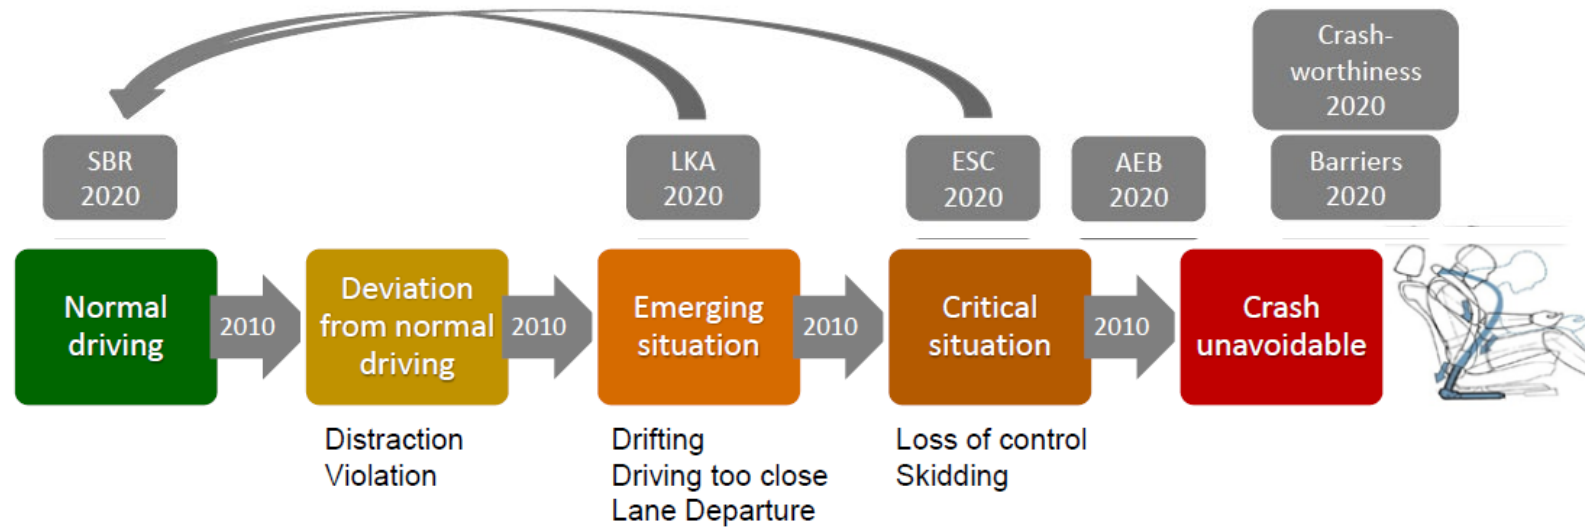 Crash-
worthiness
2020
SBR
2020
LKA
2020
ESC
2020
AEB
2020
Barriers
2020
Normal
driving
2010
Deviation
from normal
driving
2010
Emerging
situation
2010
Critical
situation
2010
Crash
unavoidable
Distraction
Violation
Drifting
Driving too close
Lane Departure
Loss of control
Skidding